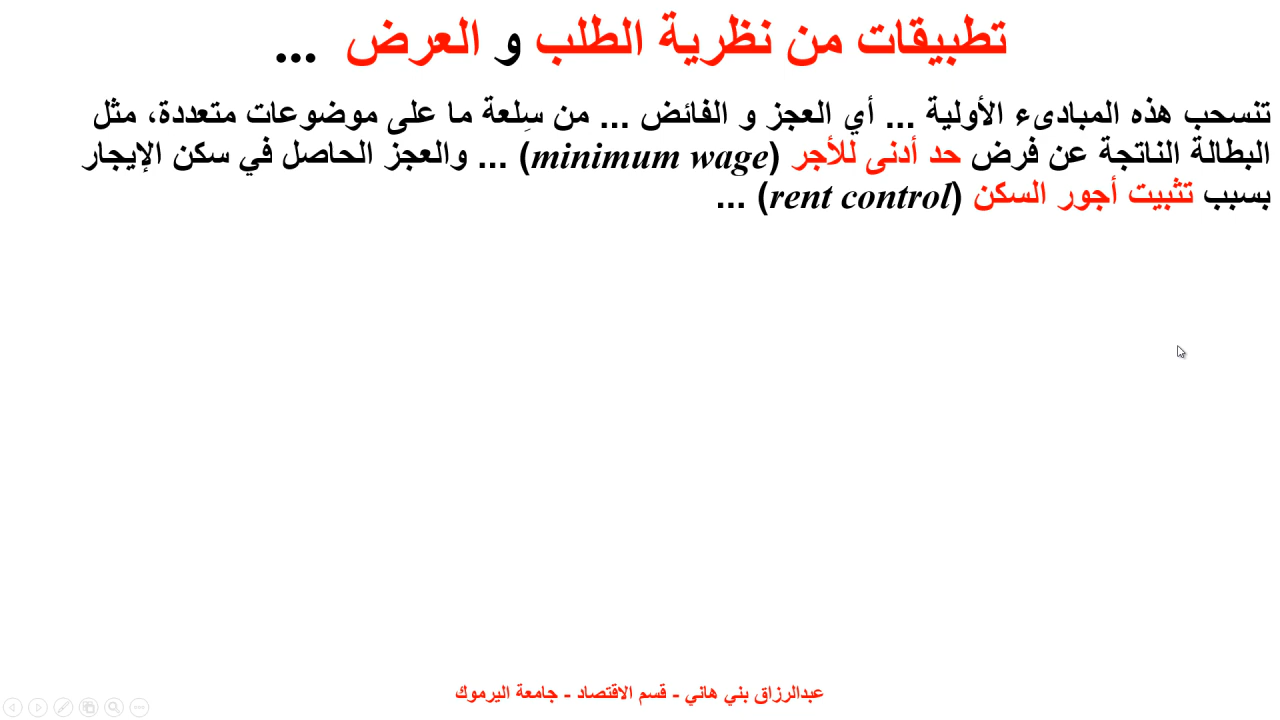 تطبيقات من نظرية الطلب و العرض ...
تنسحب هذه المبادىء الأولية ... أي العجز و الفائض ... من سِلعة ما على موضوعات متعددة، مثل
البطالة الناتجة عن فرض حد أدنى للأجر (minimum wage) ... والعجز الحاصل في سكن الإيجار
بسبب تثبيت أجور السكن (rent control) ...
عبدالرزاق بني هاني - قسم الاقتصاد - جامعة اليرموك